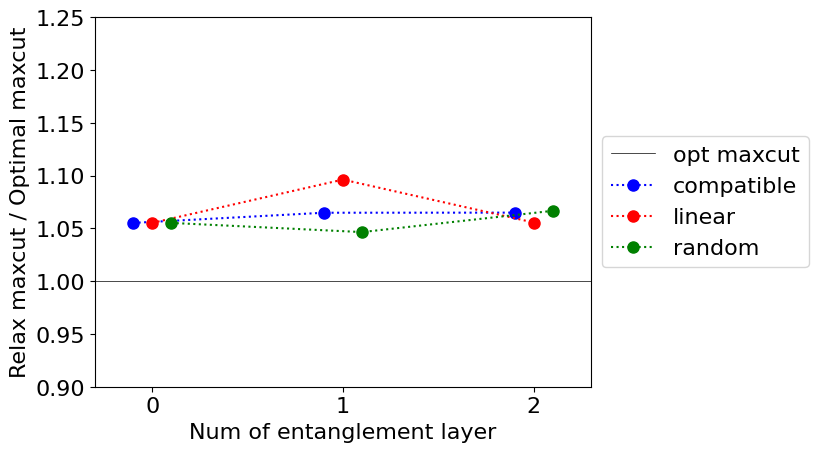 Relax maxcut / Optimal maxcut
1.25
1.20
1.15
1.10
1.05
1.00
0.95
0.90
0
1
2
Num of entanglement layer
opt maxcut
compatible
linear
random